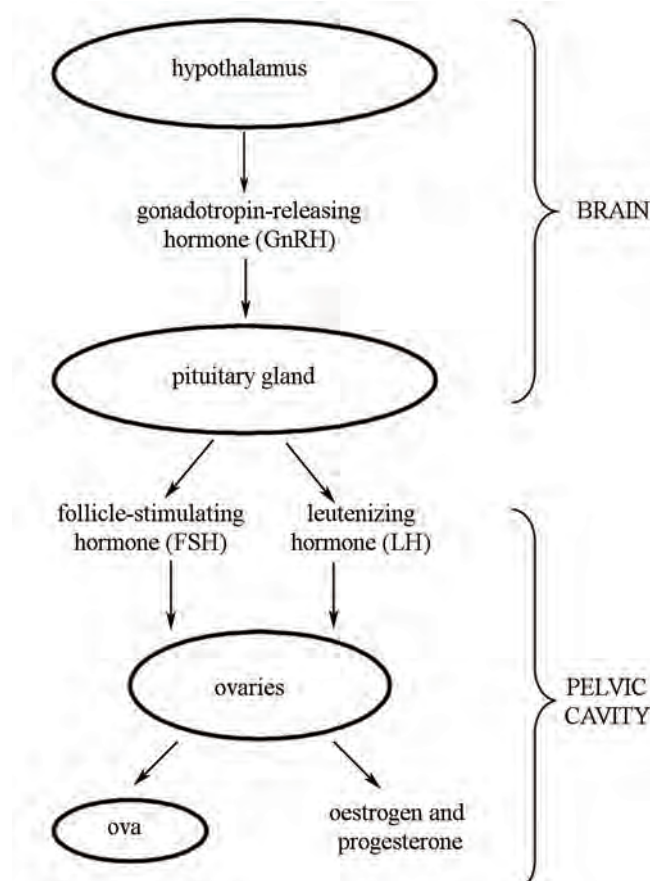 hypothalamus
gonadotropin-releasing
hormone (GnRH)
BRAIN
pituitary gland
follicle-stimulating
hormone (FSH)
leutenizing
hormone (LH)
ovaries
PELVIC
CAVITY
ova
oestrogen and
progesterone